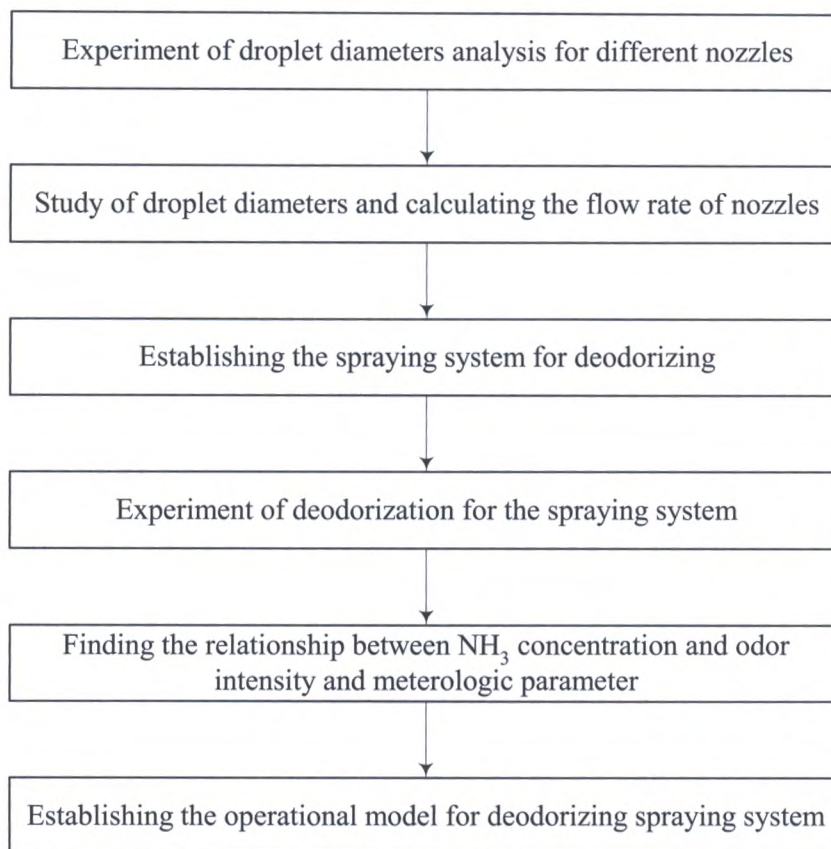 Experiment of droplet diameters analysis for different nozzles
Study of droplet diameters and calculating the flow rate of nozzles
Establishing the spraying system for deodorizing
Experiment of deodorization for the spraying system
Finding the relationship between NH₃ concentration and odor
intensity and meterologic parameter
Establishing the operational model for deodorizing spraying system